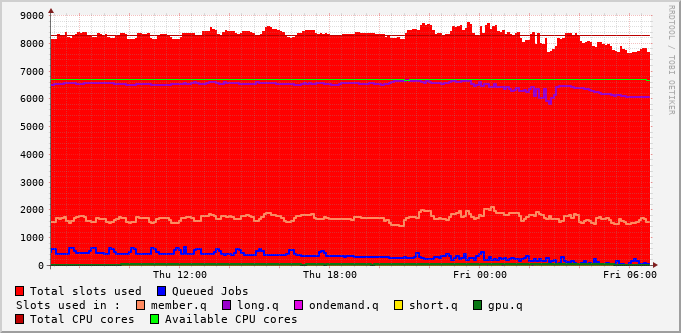 9000
8000
7000
6000
5000
4000
3000
2000
1000
0
Thu 12:00 Thu 18:00 Fri 00:00 Fri 06:00
RRDTOOL / TOBI OETIKER
Total slots used Queued Jobs
Slots used in : member.q long.q ondemand.q short.q gpu.q
Total CPU cores Available CPU cores